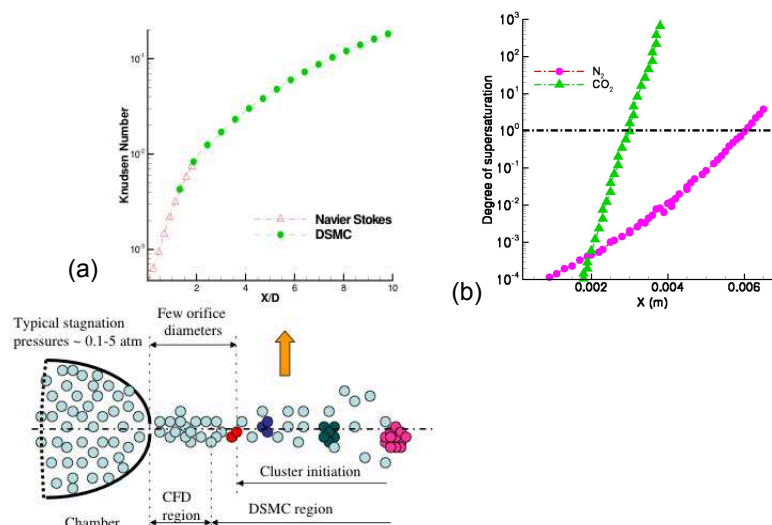 10⁻¹
10⁻²
10⁻³
Knudsen Number
Navier Stokes
DSMC
2
4
6
8
10
X/D
(a)
10³
10²
10¹
10⁰
10⁻¹
10⁻²
10⁻³
10⁻⁴
Degree of supersaturation
N₂
CO₂
0.002
0.004
0.006
X (m)
(b)
Typical stagnation
pressures ~ 0.1-5 atm
Few orifice
diameters
Cluster initiation
CFD
region
DSMC region
Chamber